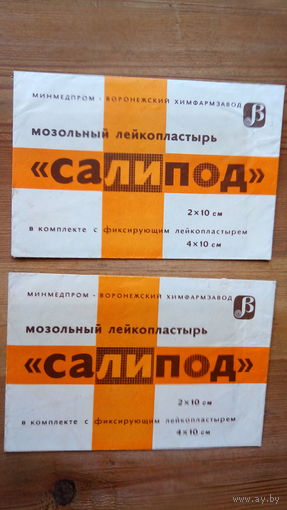 МИНМЕДПРОМ · ВОРОНЕЖСКИЙ ХИМФАРМЗАВОД
В
мозольный лейкопластырь
«салипод»
2×10 см
в комплекте с фиксирующим лейкопластырем
4×10 см
МИНМЕДПРОМ · ВОРОНЕЖСКИЙ ХИМФАРМЗАВОД
В
мозольный лейкопластырь
«салипод»
2×10 см
в комплекте с фиксирующим лейкопластырем
4×10 см
www.ay.by